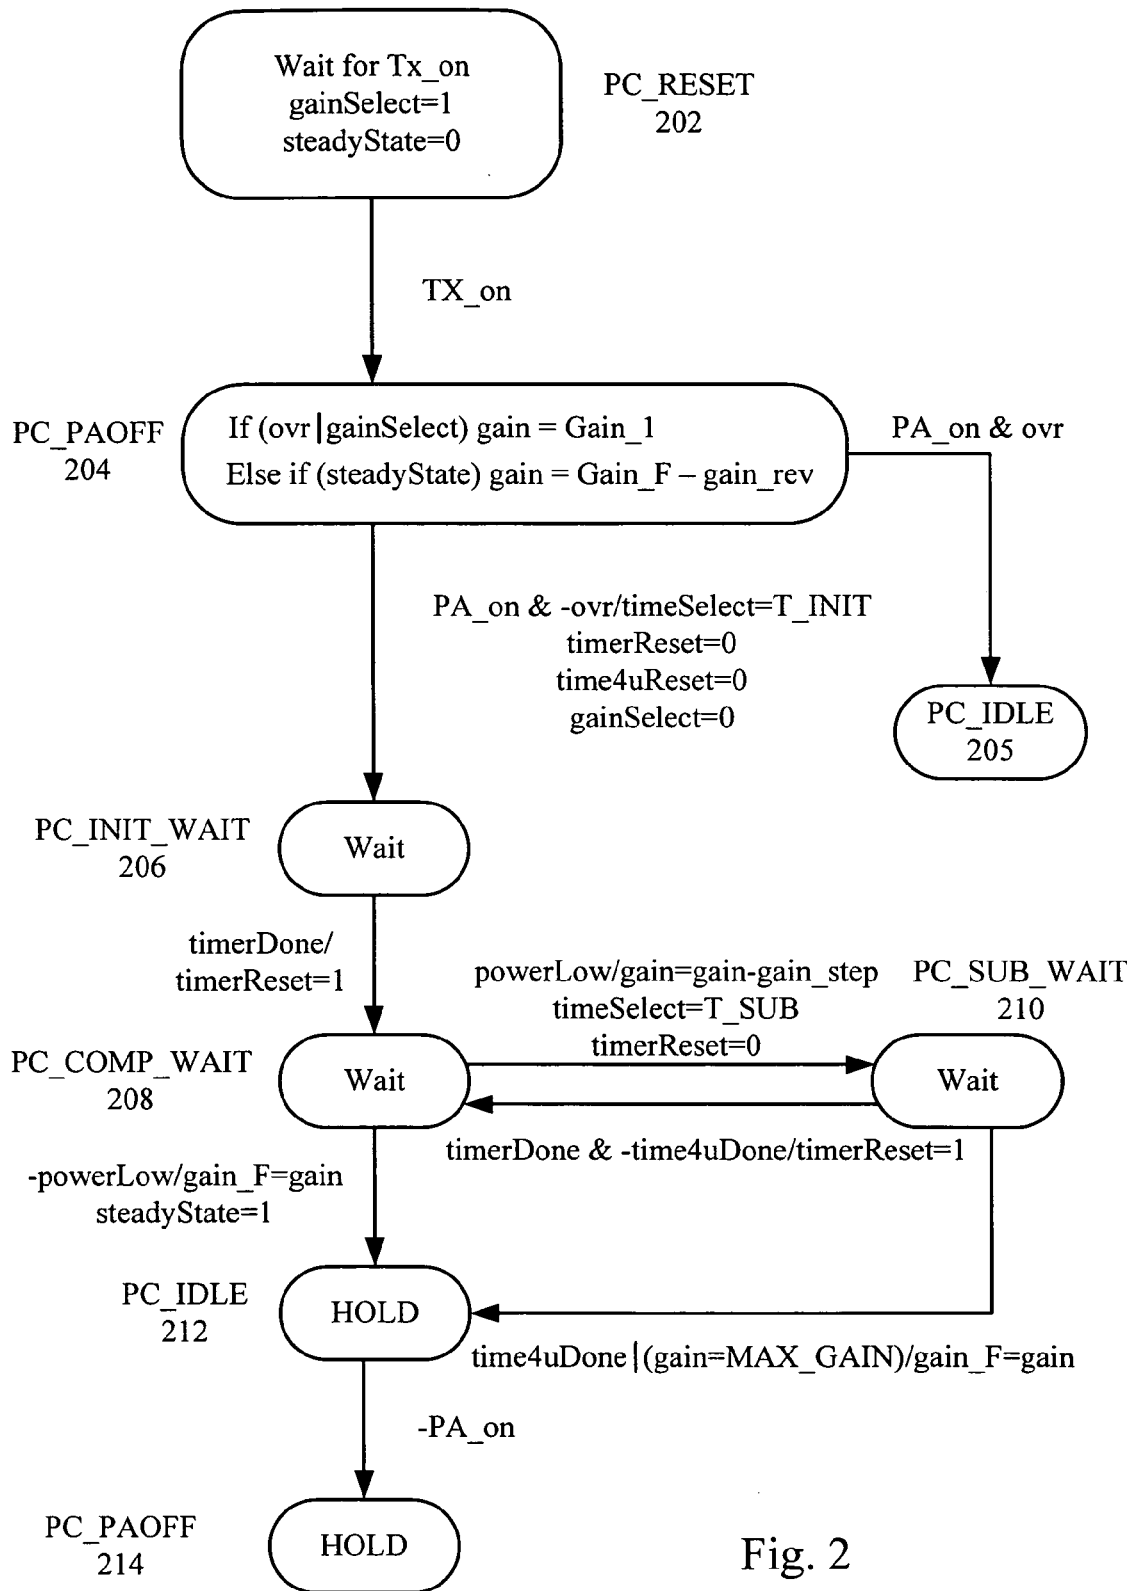 Wait for Tx_on
gainSelect=1
steadyState=0
PC_RESET
202
TX_on
PC_PAOFF
204
If (ovr|gainSelect) gain = Gain_1
Else if (steadyState) gain = Gain_F – gain_rev
PA_on & ovr
PA_on & -ovr/timeSelect=T_INIT
timerReset=0
time4uReset=0
gainSelect=0
PC_IDLE
205
PC_INIT_WAIT
206
Wait
timerDone/
timerReset=1
powerLow/gain=gain-gain_step
timeSelect=T_SUB
timerReset=0
PC_SUB_WAIT
210
PC_COMP_WAIT
208
Wait
Wait
timerDone & -time4uDone/timerReset=1
-powerLow/gain_F=gain
steadyState=1
PC_IDLE
212
HOLD
time4uDone|(gain=MAX_GAIN)/gain_F=gain
-PA_on
PC_PAOFF
214
HOLD
Fig. 2